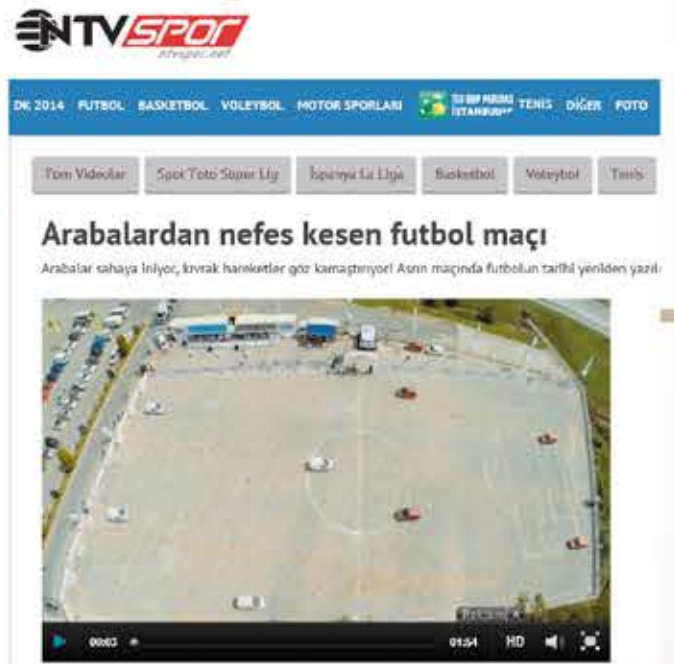 NTVSPOR
ntvspor.net
DK 2014 FUTBOL BASKETBOL VOLEYBOL MOTOR SPORLARI TENİS DİĞER FOTO
Tüm Videolar Spor Toto Süper Lig İspanya La Liga Basketbol Voleybol Tenis
Arabalardan nefes kesen futbol maçı
Arabalar sahaya iniyor, kıvrak hareketler göz kamaştırıyor! Asrın maçında futbolun tarihi yeniden
00:03 01:54 HD